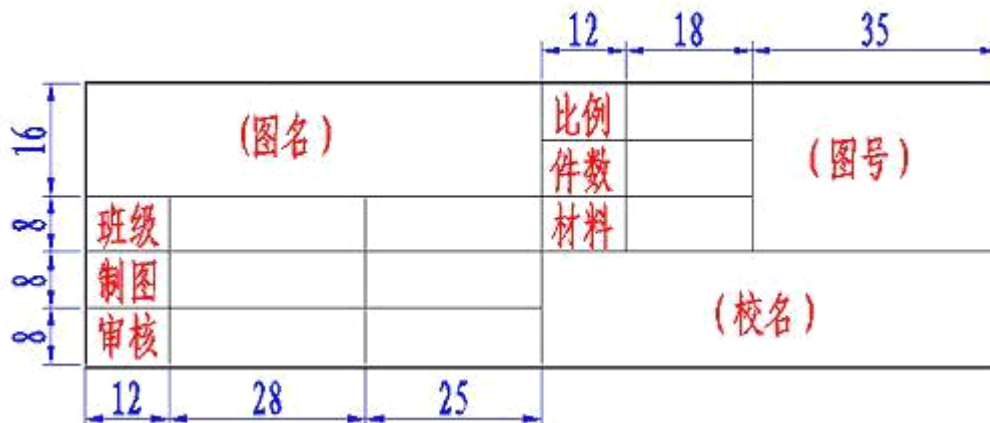 12 18 35
16
(图名)
比例
(图号)
件数
8
班级
材料
8
制图
(校名)
8
审核
12 28 25